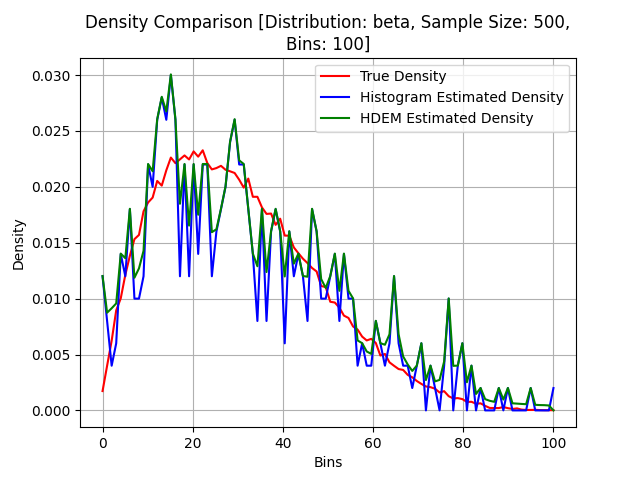 Density Comparison [Distribution: beta, Sample Size: 500,
Bins: 100]
True Density
Histogram Estimated Density
HDEM Estimated Density
Density
0.030
0.025
0.020
0.015
0.010
0.005
0.000
0 20 40 60 80 100
Bins